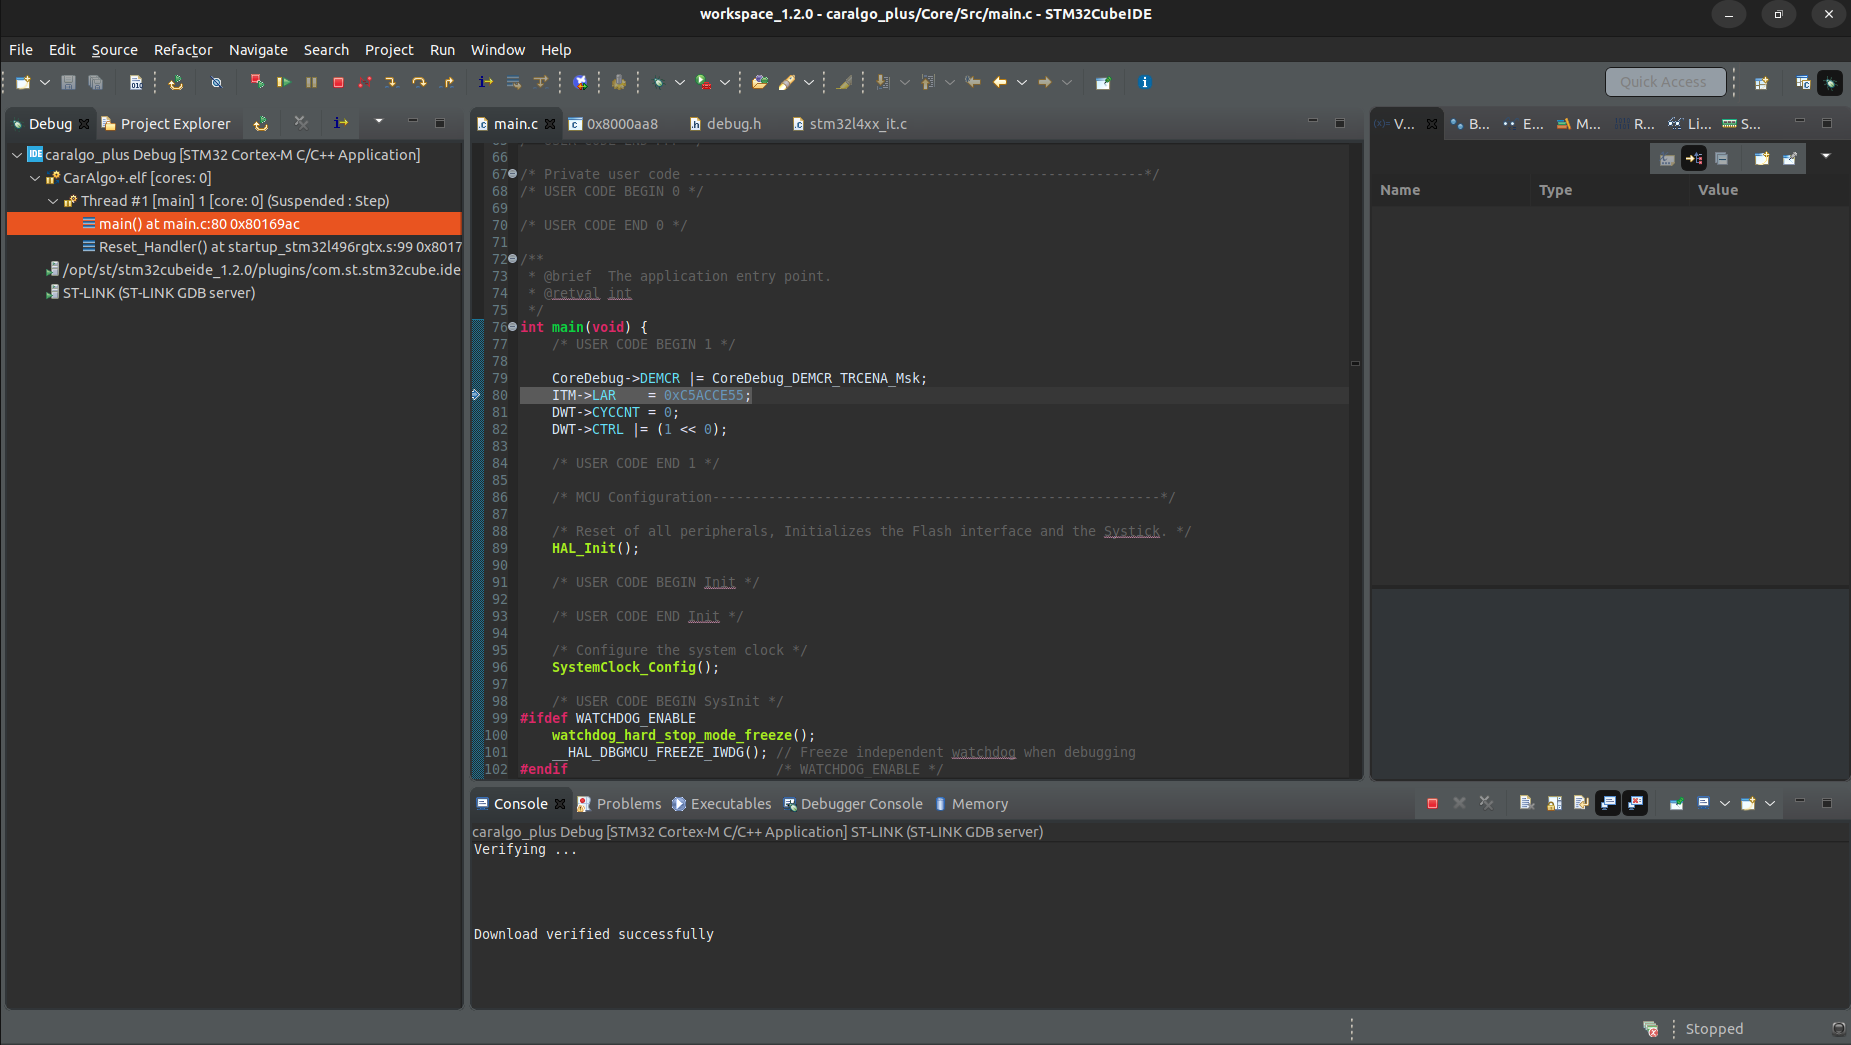 workspace_1.2.0 - caralgo_plus/Core/Src/main.c - STM32CubeIDE
File Edit Source Refactor Navigate Search Project Run Window Help
Quick Access
Debug
Project Explorer
caralgo_plus Debug [STM32 Cortex-M C/C++ Application]
CarAlgo+.elf [cores: 0]
Thread #1 [main] 1 [core: 0] (Suspended : Step)
main() at main.c:80 0x80169ac
Reset_Handler() at startup_stm32l496rgtx.s:99 0x8017
/opt/st/stm32cubeide_1.2.0/plugins/com.st.stm32cube.ide
ST-LINK (ST-LINK GDB server)
main.c
0x8000aa8
debug.h
stm32l4xx_it.c
66
67 /* Private user code ---------------------------------------------------------*/
68 /* USER CODE BEGIN 0 */
69
70 /* USER CODE END 0 */
71
72 /**
73  * @brief  The application entry point.
74  * @retval int
75  */
76 int main(void) {
77     /* USER CODE BEGIN 1 */
78
79     CoreDebug->DEMCR |= CoreDebug_DEMCR_TRCENA_Msk;
80     ITM->LAR    = 0xC5ACCE55;
81     DWT->CYCCNT = 0;
82     DWT->CTRL |= (1 << 0);
83
84     /* USER CODE END 1 */
85
86     /* MCU Configuration--------------------------------------------------------*/
87
88     /* Reset of all peripherals, Initializes the Flash interface and the Systick. */
89     HAL_Init();
90
91     /* USER CODE BEGIN Init */
92
93     /* USER CODE END Init */
94
95     /* Configure the system clock */
96     SystemClock_Config();
97
98     /* USER CODE BEGIN SysInit */
99 #ifdef WATCHDOG_ENABLE
100     watchdog_hard_stop_mode_freeze();
101     __HAL_DBGMCU_FREEZE_IWDG(); // Freeze independent watchdog when debugging
102 #endif                          /* WATCHDOG_ENABLE */
V... B... E... M... R... Li... S...
Name Type Value
Console
Problems
Executables
Debugger Console
Memory
caralgo_plus Debug [STM32 Cortex-M C/C++ Application] ST-LINK (ST-LINK GDB server)
Verifying ...
Download verified successfully
Stopped